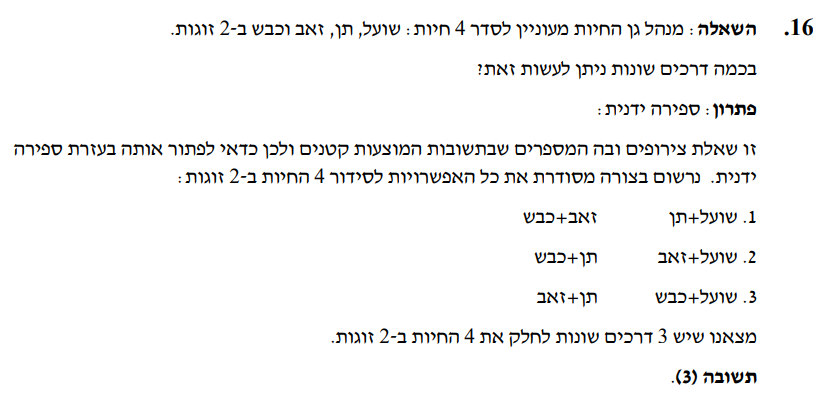 16. השאלה: מנהל גן החיות מעוניין לסדר 4 חיות: שועל, תן, זאב וכבש ב-2 זוגות.
בכמה דרכים שונות ניתן לעשות זאת?
פתרון: ספירה ידנית:
זו שאלת צירופים ובה המספרים שבתשובות המוצעות קטנים ולכן כדאי לפתור אותה בעזרת ספירה
ידנית. נרשום בצורה מסודרת את כל האפשרויות לסידור 4 החיות ב-2 זוגות:
1. שועל+תן זאב+כבש
2. שועל+זאב תן+כבש
3. שועל+כבש תן+זאב
מצאנו שיש 3 דרכים שונות לחלק את 4 החיות ב-2 זוגות.
תשובה (3).